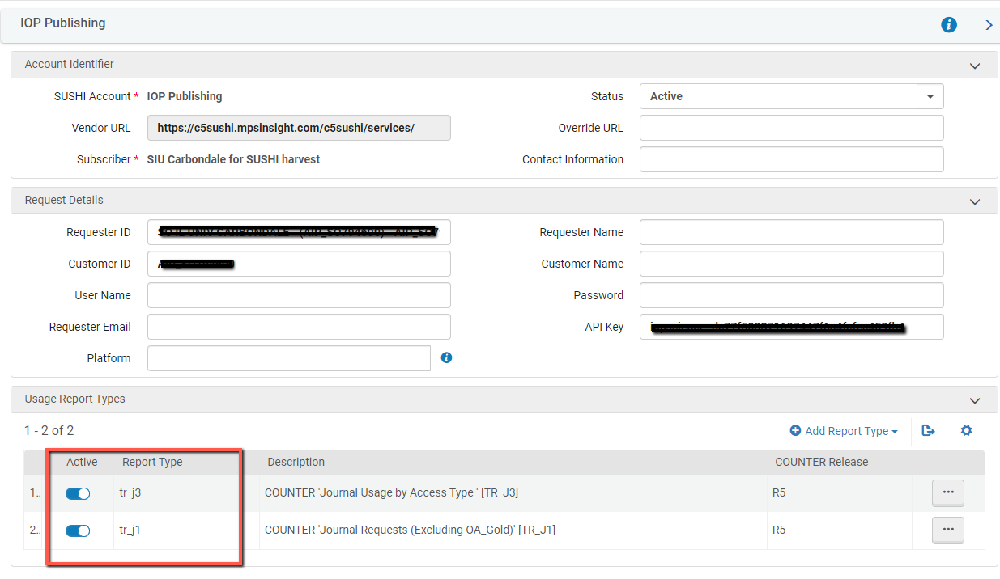 IOP Publishing
Account Identifier
SUSHI Account * IOP Publishing
Status Active
Vendor URL https://c5sushi.mpsinsight.com/c5sushi/services/
Override URL
Subscriber * SIU Carbondale for SUSHI harvest
Contact Information
Request Details
Requester ID
Requester Name
Customer ID
Customer Name
User Name
Password
Requester Email
API Key
Platform
Usage Report Types
1 - 2 of 2
Add Report Type
Active Report Type Description COUNTER Release
1.. tr_j3 COUNTER 'Journal Usage by Access Type ' [TR_J3] R5 ...
2.. tr_j1 COUNTER 'Journal Requests (Excluding OA_Gold)' [TR_J1] R5 ...